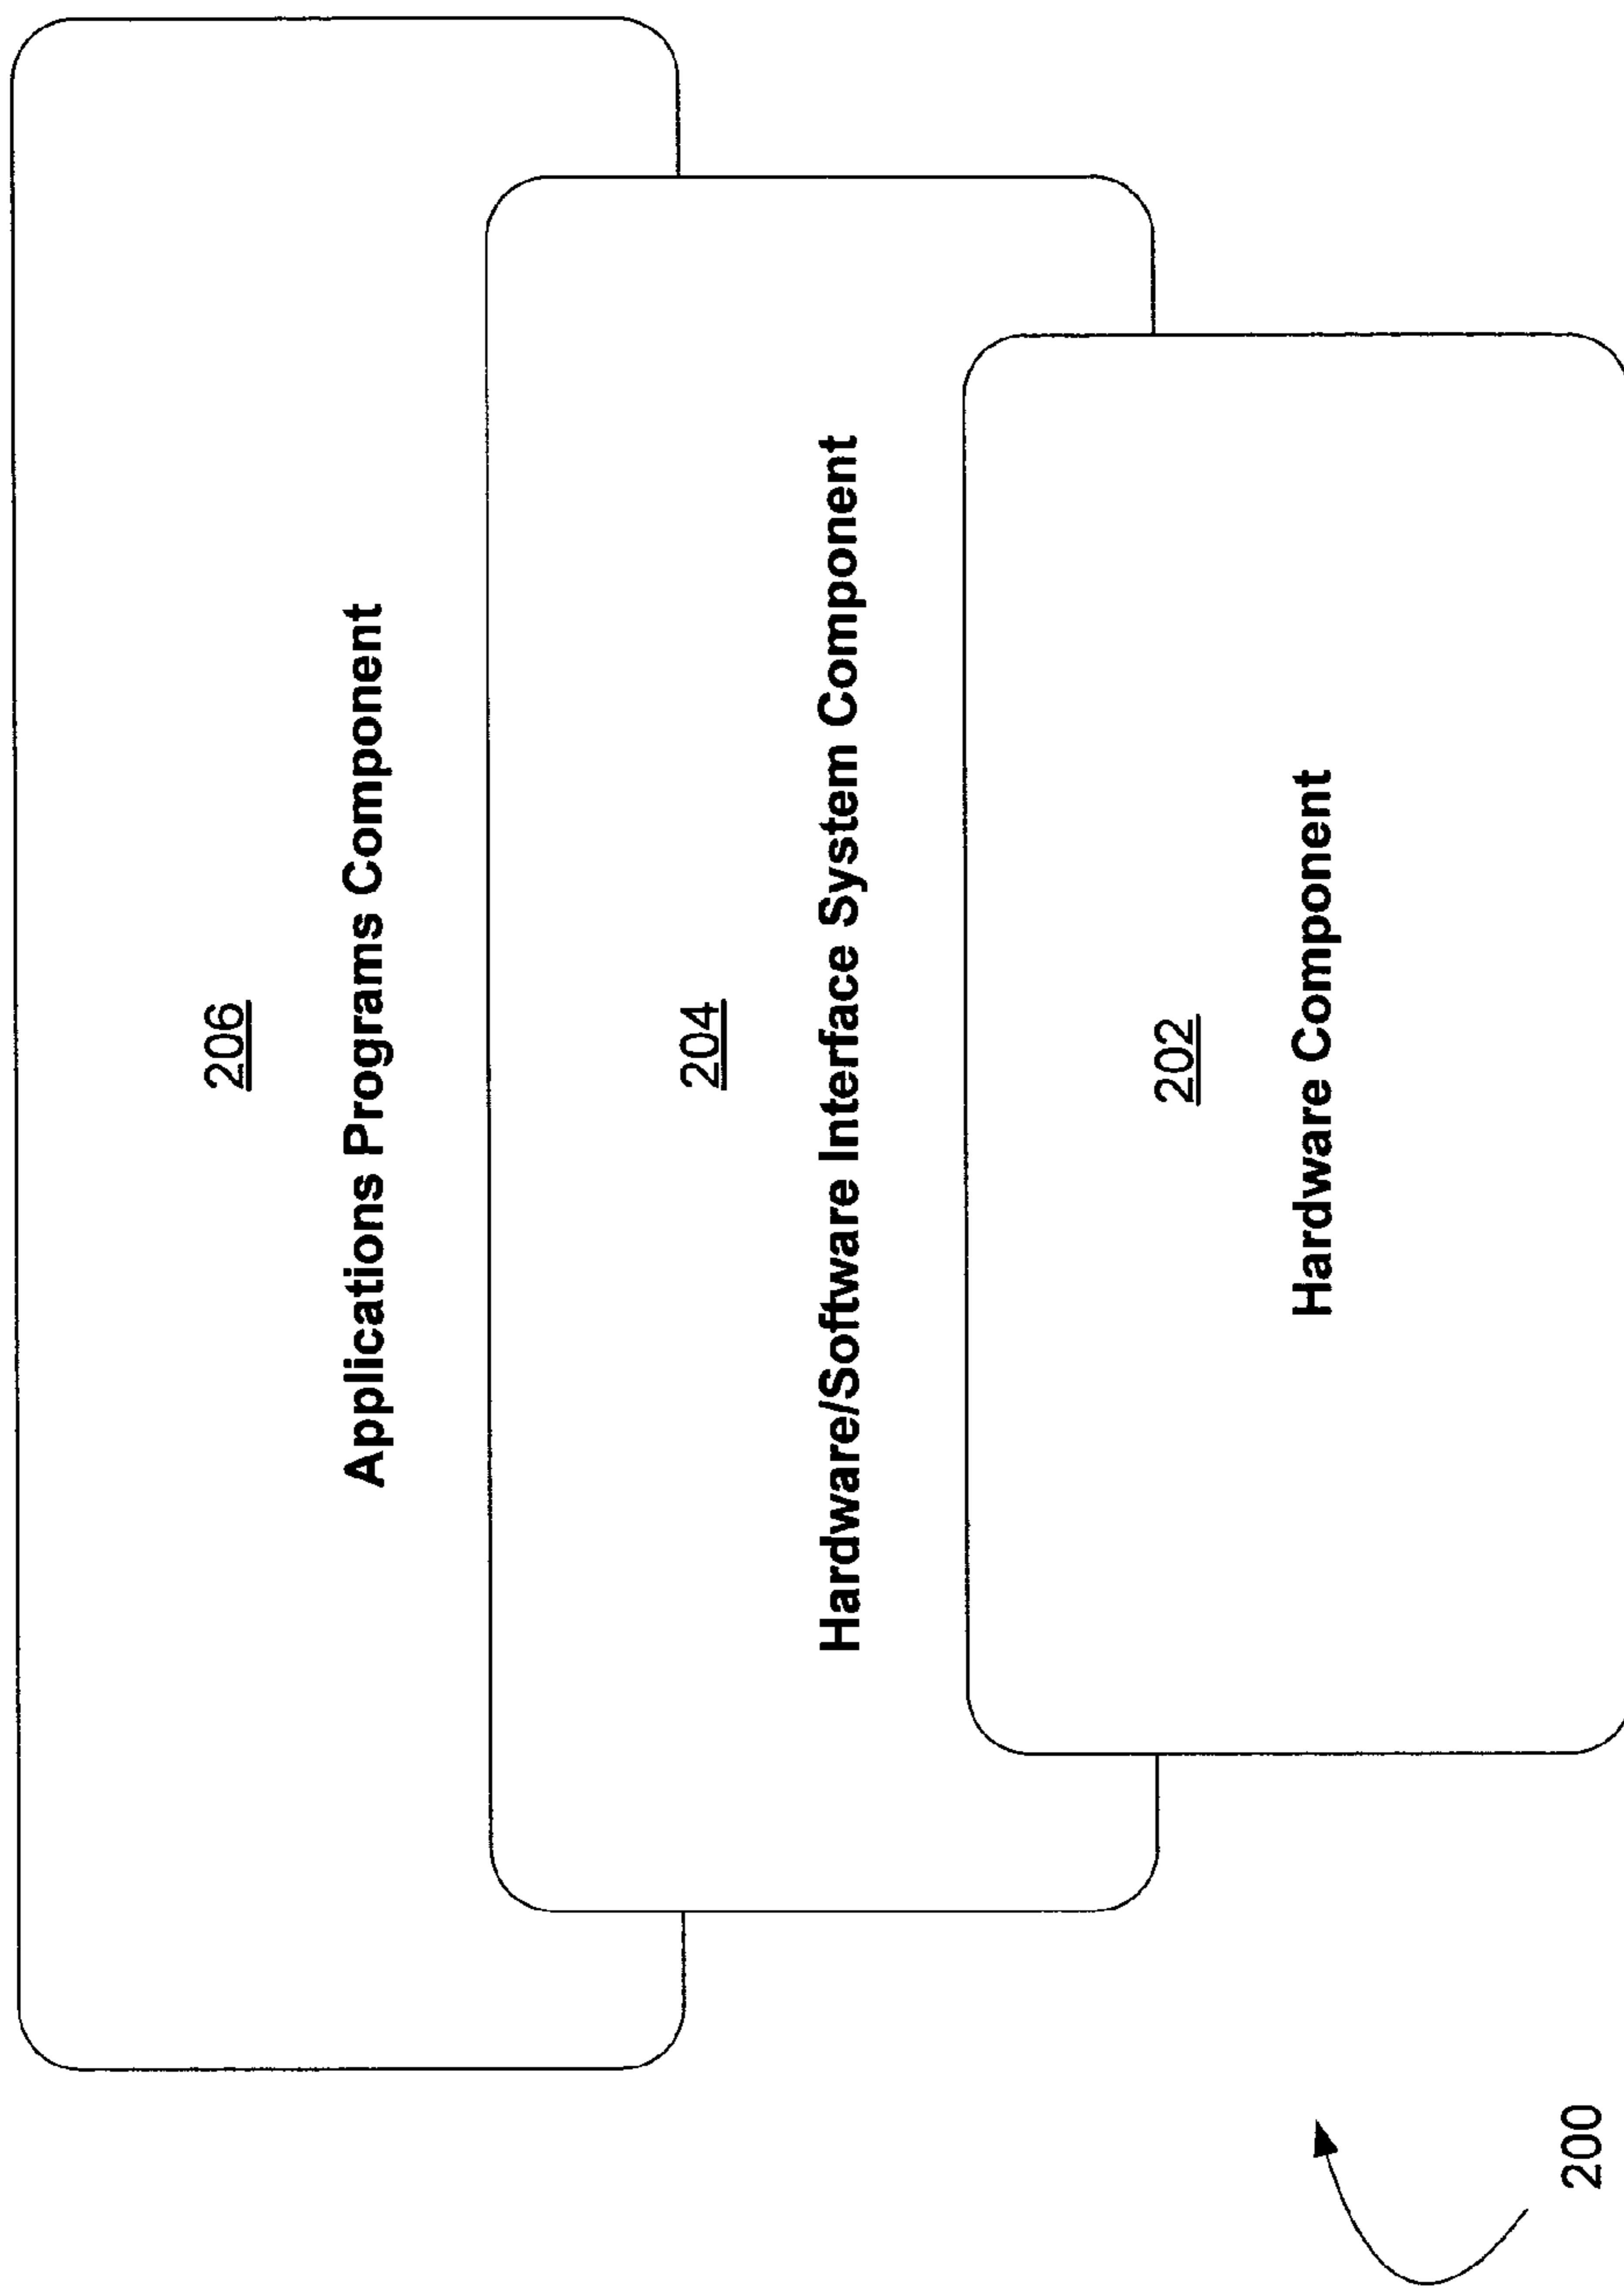 206
Applications Programs Component
204
Hardware/Software Interface System Component
202
Hardware Component
200